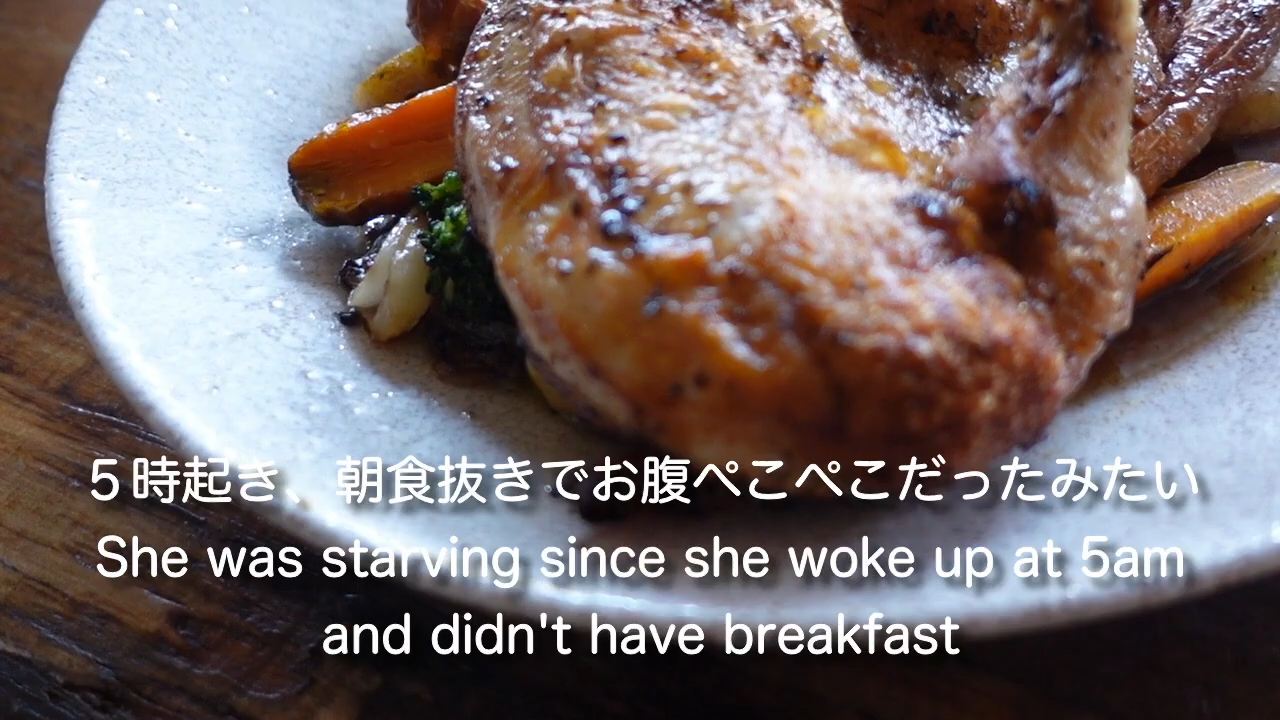 ５時起き、朝食抜きでお腹ぺこぺこだったみたい
She was starving since she woke up at 5am
and didn't have breakfast